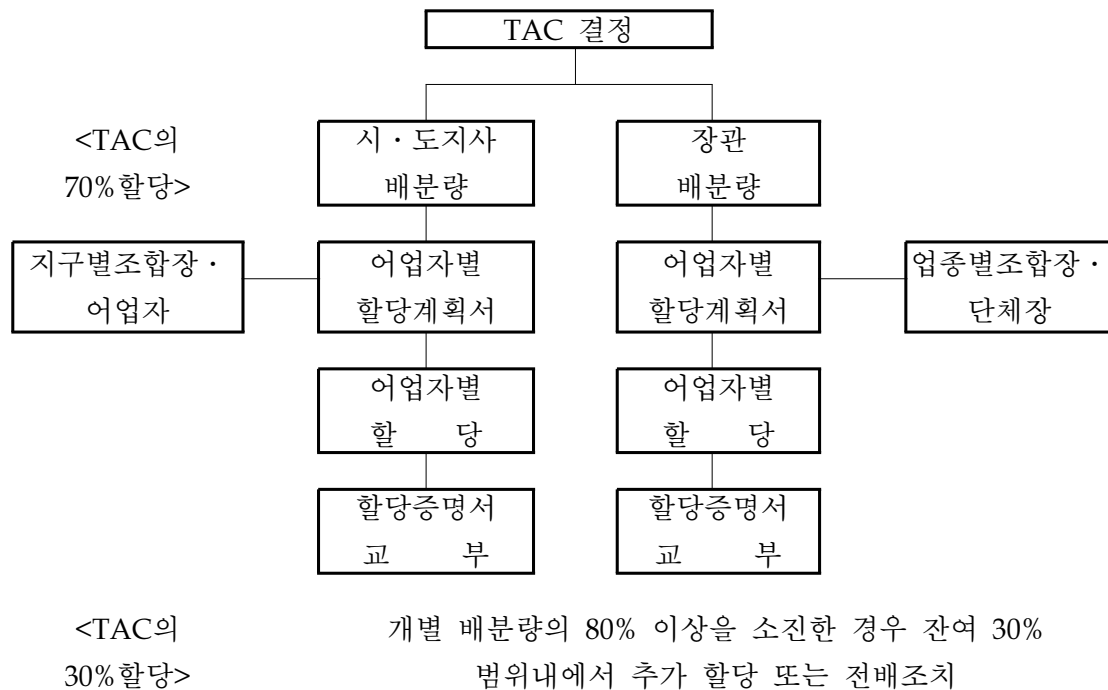 TAC 결정
<TAC의
70%할당>
시·도지사
배분량
장관
배분량
지구별조합장·
어업자
어업자별
할당계획서
어업자별
할당계획서
업종별조합장·
단체장
어업자별
할 당
어업자별
할 당
할당증명서
교 부
할당증명서
교 부
<TAC의
30%할당>
개별 배분량의 80% 이상을 소진한 경우 잔여 30%
범위내에서 추가 할당 또는 전배조치